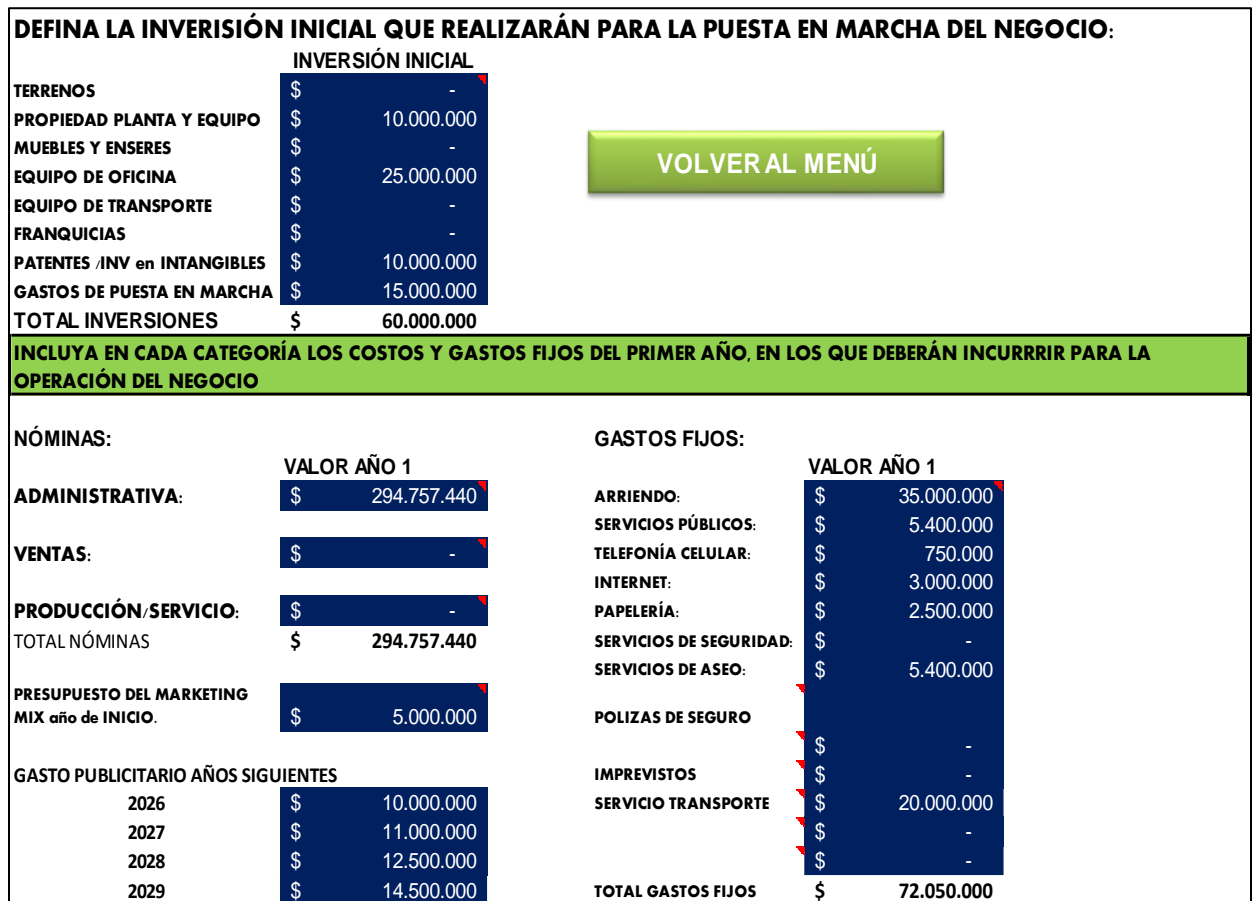 DEFINA LA INVERISIÓN INICIAL QUE REALIZARÁN PARA LA PUESTA EN MARCHA DEL NEGOCIO:
INVERSIÓN INICIAL
TERRENOS $ -
PROPIEDAD PLANTA Y EQUIPO $ 10.000.000
MUEBLES Y ENSERES $ -
EQUIPO DE OFICINA $ 25.000.000
EQUIPO DE TRANSPORTE $ -
FRANQUICIAS $ -
PATENTES /INV en INTANGIBLES $ 10.000.000
GASTOS DE PUESTA EN MARCHA $ 15.000.000
TOTAL INVERSIONES $ 60.000.000
VOLVER AL MENÚ
INCLUYA EN CADA CATEGORÍA LOS COSTOS Y GASTOS FIJOS DEL PRIMER AÑO, EN LOS QUE DEBERÁN INCURRRIR PARA LA
OPERACIÓN DEL NEGOCIO
NÓMINAS:
VALOR AÑO 1
ADMINISTRATIVA: $ 294.757.440
VENTAS: $ -
PRODUCCIÓN/SERVICIO: $ -
TOTAL NÓMINAS $ 294.757.440
PRESUPUESTO DEL MARKETING
MIX año de INICIO. $ 5.000.000
GASTO PUBLICITARIO AÑOS SIGUIENTES
2026 $ 10.000.000
2027 $ 11.000.000
2028 $ 12.500.000
2029 $ 14.500.000
GASTOS FIJOS:
VALOR AÑO 1
ARRIENDO: $ 35.000.000
SERVICIOS PÚBLICOS: $ 5.400.000
TELEFONÍA CELULAR: $ 750.000
INTERNET: $ 3.000.000
PAPELERÍA: $ 2.500.000
SERVICIOS DE SEGURIDAD: $ -
SERVICIOS DE ASEO: $ 5.400.000
POLIZAS DE SEGURO
$ -
IMPREVISTOS $ -
SERVICIO TRANSPORTE $ 20.000.000
$ -
$ -
TOTAL GASTOS FIJOS $ 72.050.000